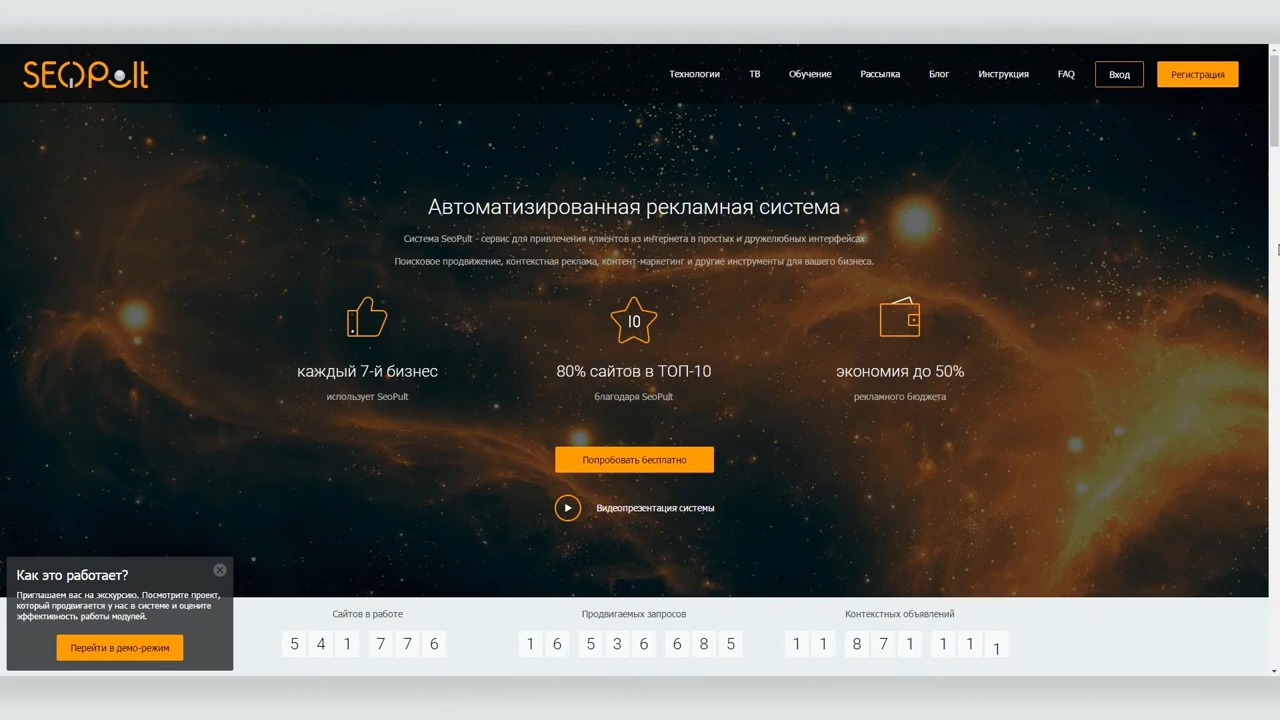 SEOPult
Технологии ТВ Обучение Рассылка Блог Инструкция FAQ Вход Регистрация
Автоматизированная рекламная система
Система SeoPult - сервис для привлечения клиентов из интернета в простых и дружелюбных интерфейсах
Поисковое продвижение, контекстная реклама, контент-маркетинг и другие инструменты для вашего бизнеса.
10
каждый 7-й бизнес
использует SeoPult
80% сайтов в ТОП-10
благодаря SeoPult
экономия до 50%
рекламного бюджета
Попробовать бесплатно
Видеопрезентация системы
Как это работает?
Приглашаем вас на экскурсию. Посмотрите проект,
который продвигается у нас в системе и оцените
эффективность работы модулей.
Перейти в демо-режим
Сайтов в работе
541 776
Продвигаемых запросов
16 536 685
Контекстных объявлений
11 871 111